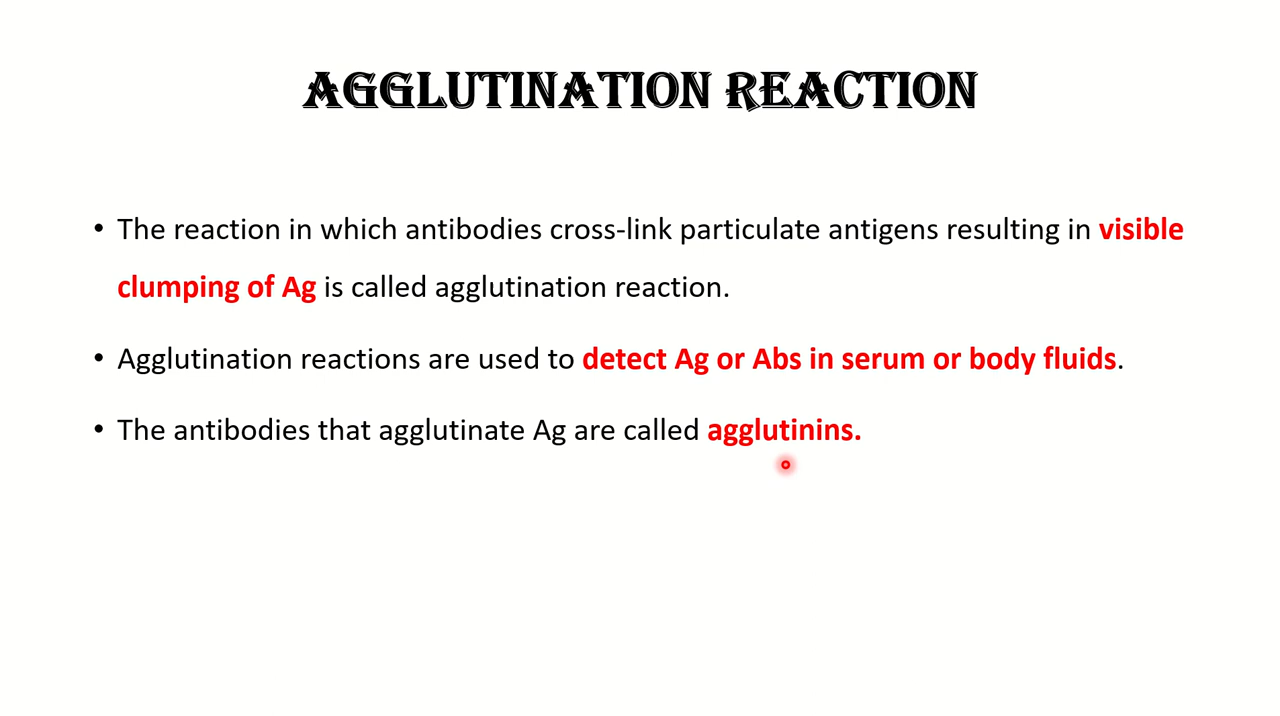 AGGLUTINATION REACTION
• The reaction in which antibodies cross-link particulate antigens resulting in visible
clumping of Ag is called agglutination reaction.
• Agglutination reactions are used to detect Ag or Abs in serum or body fluids.
• The antibodies that agglutinate Ag are called agglutinins.